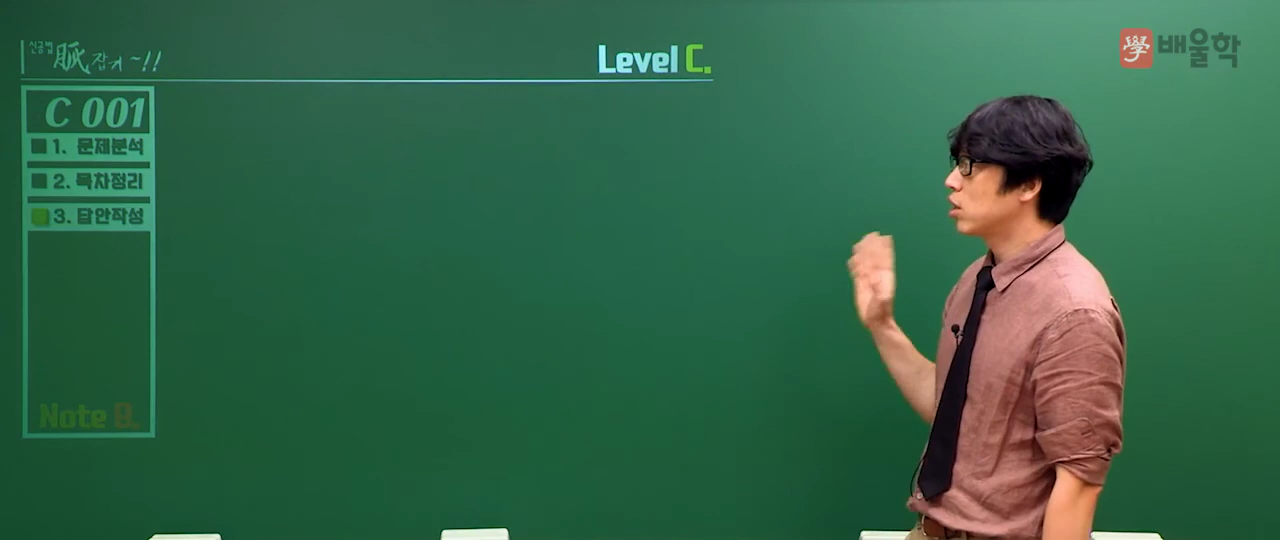 신공법 脈 잡기~!!
Level C.
學 배울학
C 001
1. 문제분석
2. 목차정리
3. 답안작성
Note B.